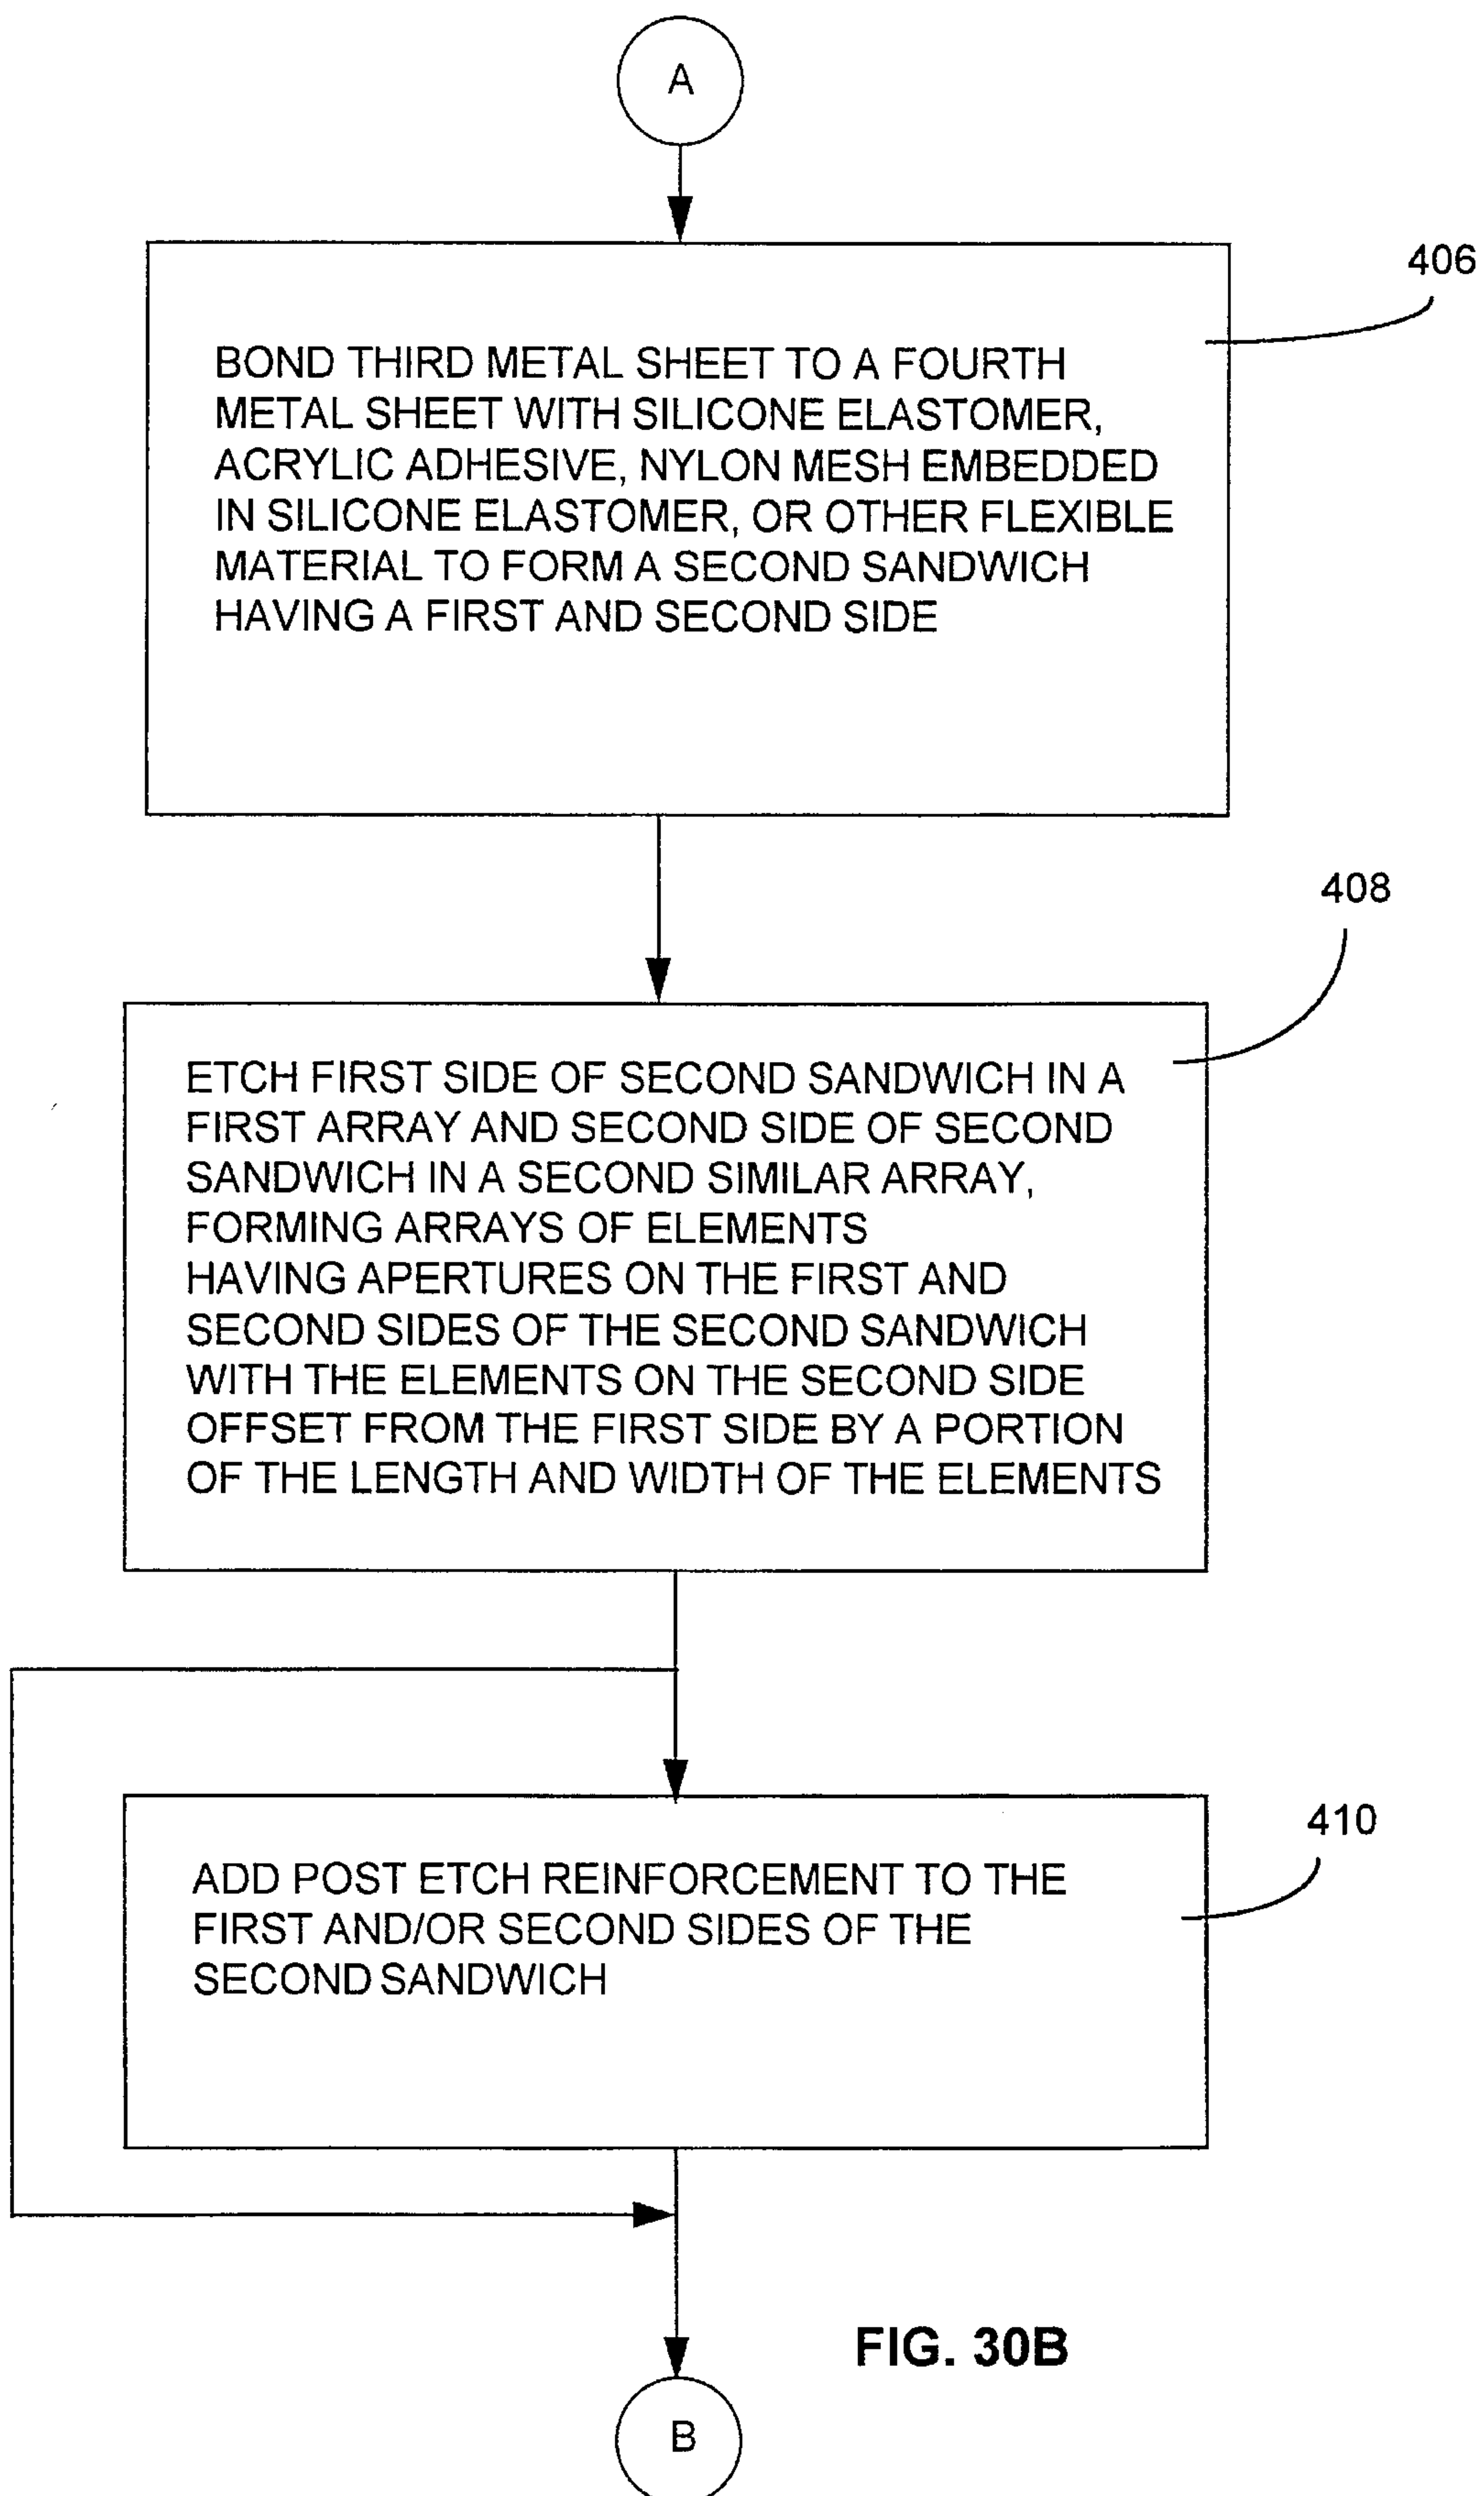 A
406
BOND THIRD METAL SHEET TO A FOURTH
METAL SHEET WITH SILICONE ELASTOMER,
ACRYLIC ADHESIVE, NYLON MESH EMBEDDED
IN SILICONE ELASTOMER, OR OTHER FLEXIBLE
MATERIAL TO FORM A SECOND SANDWICH
HAVING A FIRST AND SECOND SIDE
408
ETCH FIRST SIDE OF SECOND SANDWICH IN A
FIRST ARRAY AND SECOND SIDE OF SECOND
SANDWICH IN A SECOND SIMILAR ARRAY,
FORMING ARRAYS OF ELEMENTS
HAVING APERTURES ON THE FIRST AND
SECOND SIDES OF THE SECOND SANDWICH
WITH THE ELEMENTS ON THE SECOND SIDE
OFFSET FROM THE FIRST SIDE BY A PORTION
OF THE LENGTH AND WIDTH OF THE ELEMENTS
410
ADD POST ETCH REINFORCEMENT TO THE
FIRST AND/OR SECOND SIDES OF THE
SECOND SANDWICH
FIG. 30B
B